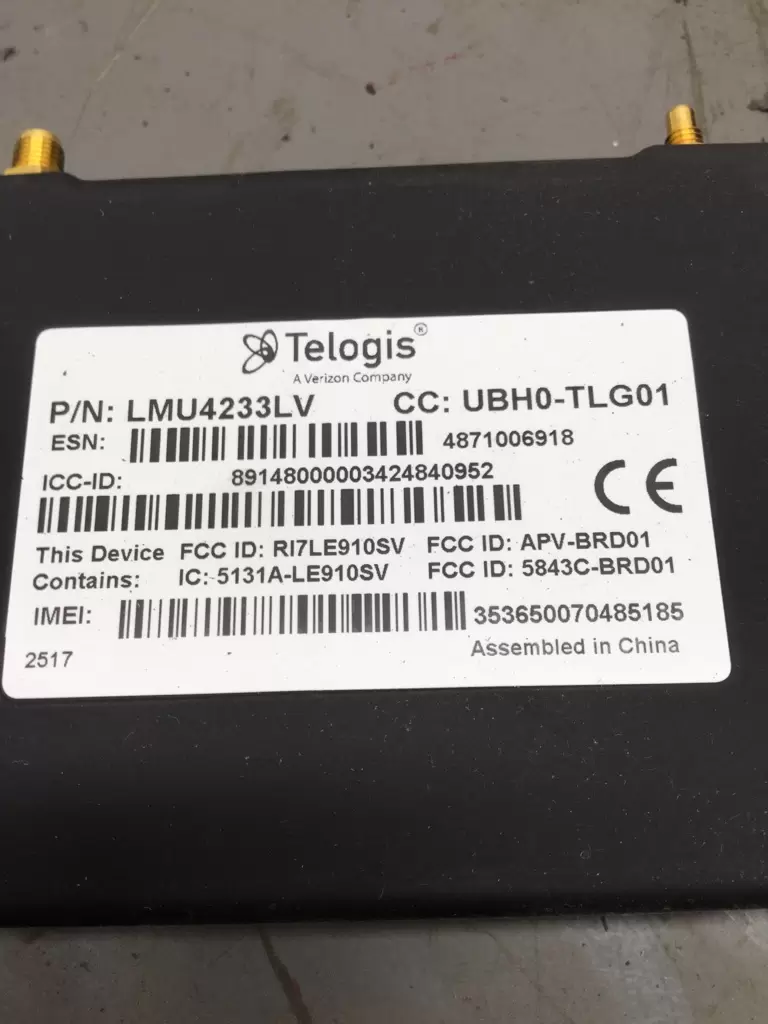 Telogis®
A Verizon Company
P/N: LMU4233LV CC: UBH0-TLG01
ESN: 4871006918
ICC-ID: 89148000003424840952
CE
This Device FCC ID: RI7LE910SV FCC ID: APV-BRD01
Contains: IC: 5131A-LE910SV FCC ID: 5843C-BRD01
IMEI: 353650070485185
2517 Assembled in China